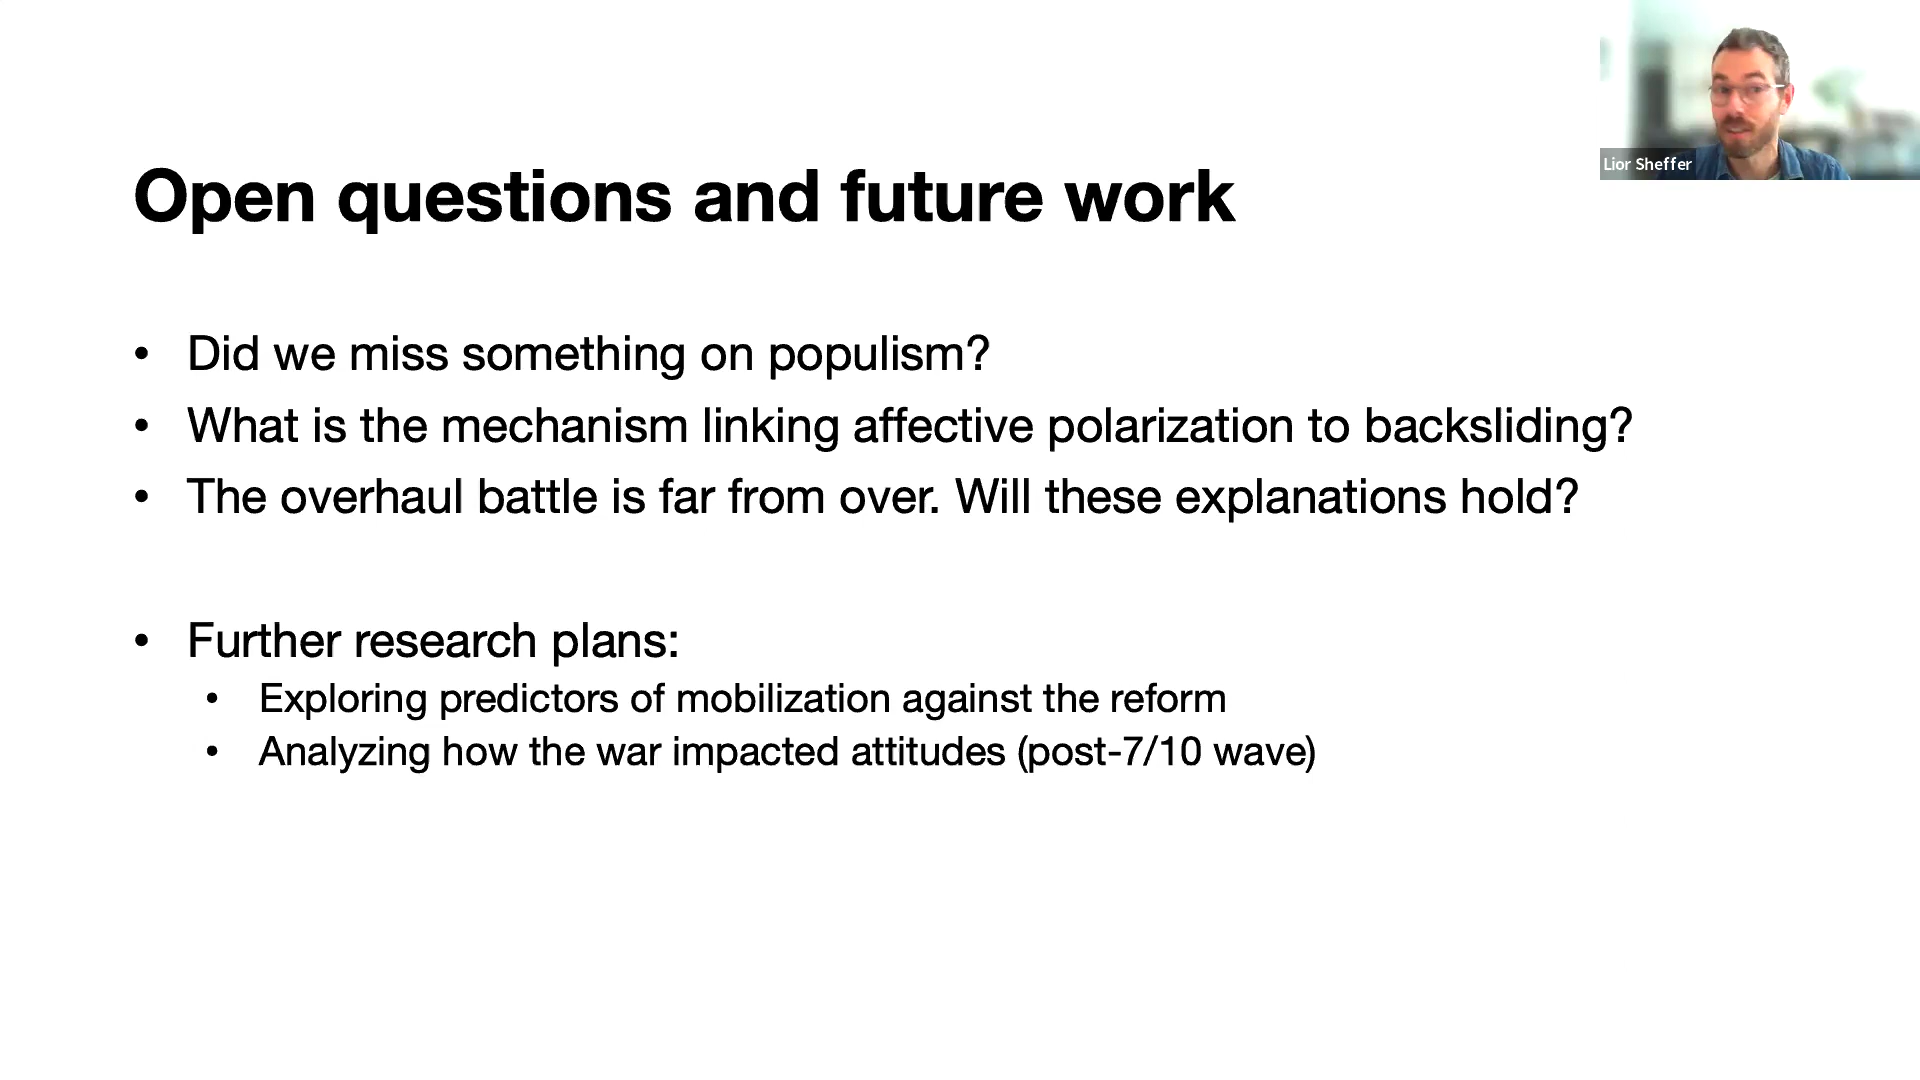 Lior Sheffer
Open questions and future work
• Did we miss something on populism?
• What is the mechanism linking affective polarization to backsliding?
• The overhaul battle is far from over. Will these explanations hold?
• Further research plans:
• Exploring predictors of mobilization against the reform
• Analyzing how the war impacted attitudes (post-7/10 wave)